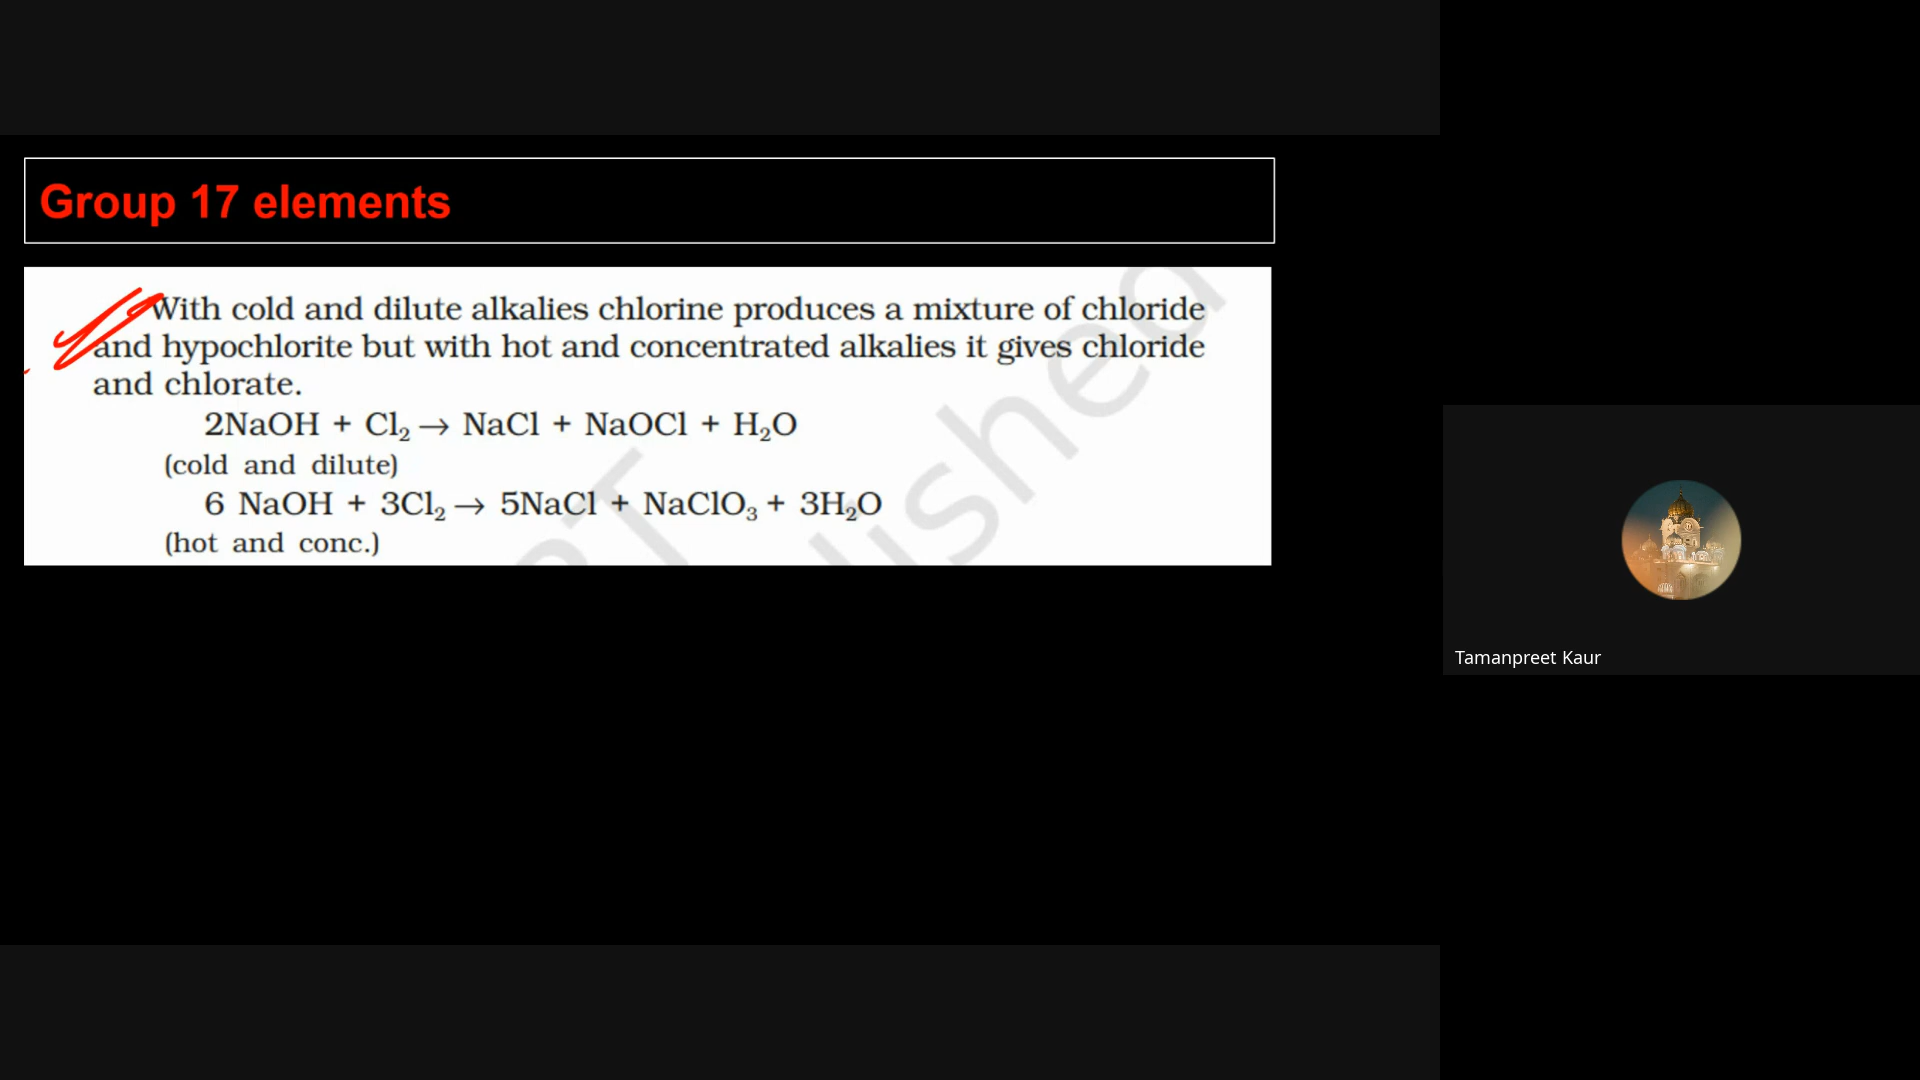 Group 17 elements
With cold and dilute alkalies chlorine produces a mixture of chloride
and hypochlorite but with hot and concentrated alkalies it gives chloride
and chlorate.
2NaOH + Cl₂ → NaCl + NaOCl + H₂O
(cold and dilute)
6 NaOH + 3Cl₂ → 5NaCl + NaClO₃ + 3H₂O
(hot and conc.)
Tamanpreet Kaur